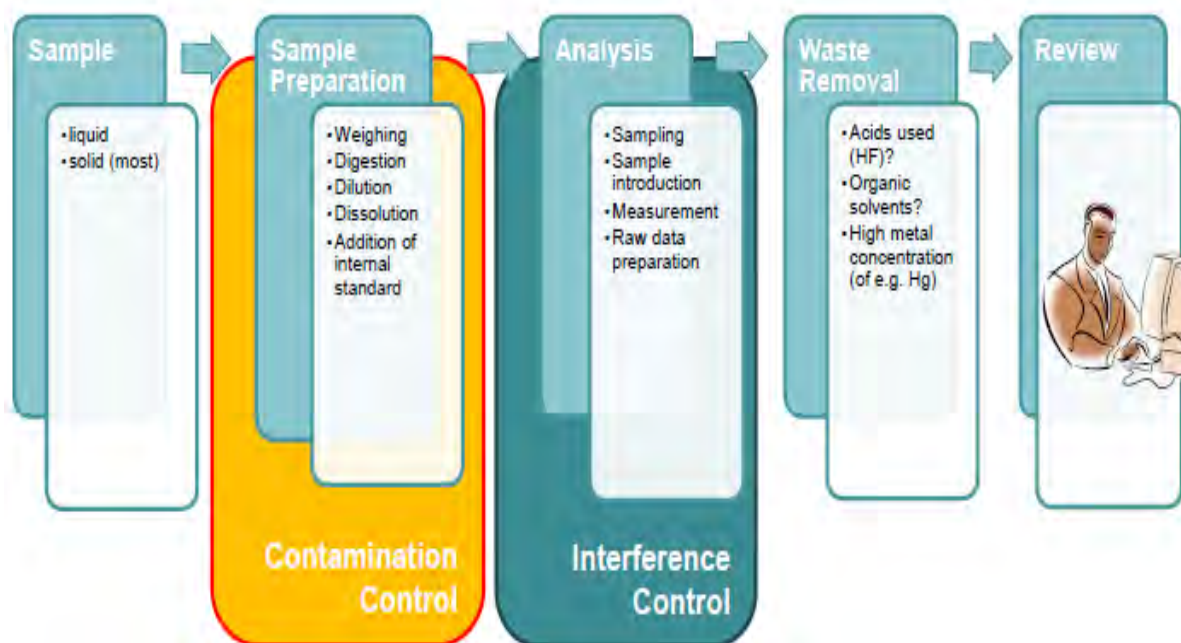 Sample
•liquid
•solid (most)
Sample
Preparation
•Weighing
•Digestion
•Dilution
•Dissolution
•Addition of
internal
standard
Contamination
Control
Analysis
•Sampling
•Sample
introduction
•Measurement
•Raw data
preparation
Interference
Control
Waste
Removal
•Acids used
(HF)?
•Organic
solvents?
•High metal
concentration
(of e.g. Hg)
Review